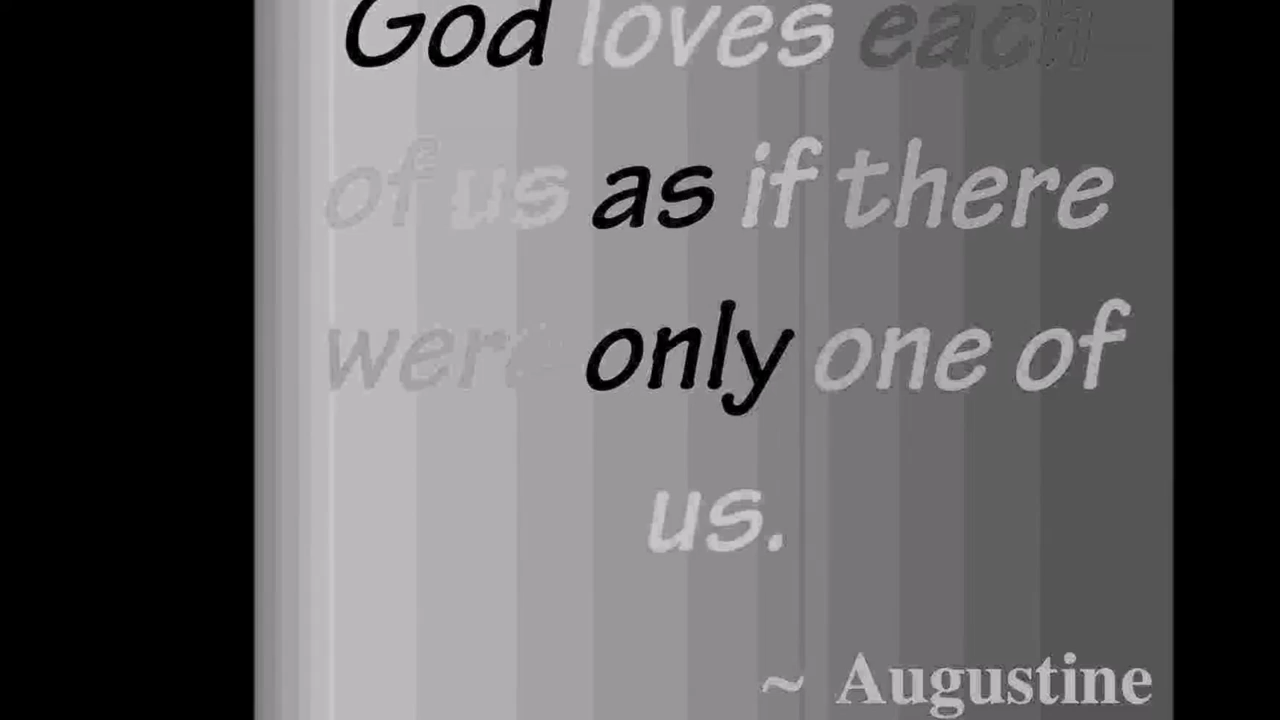 God loves each
of us as if there
were only one of
us.
~ Augustine